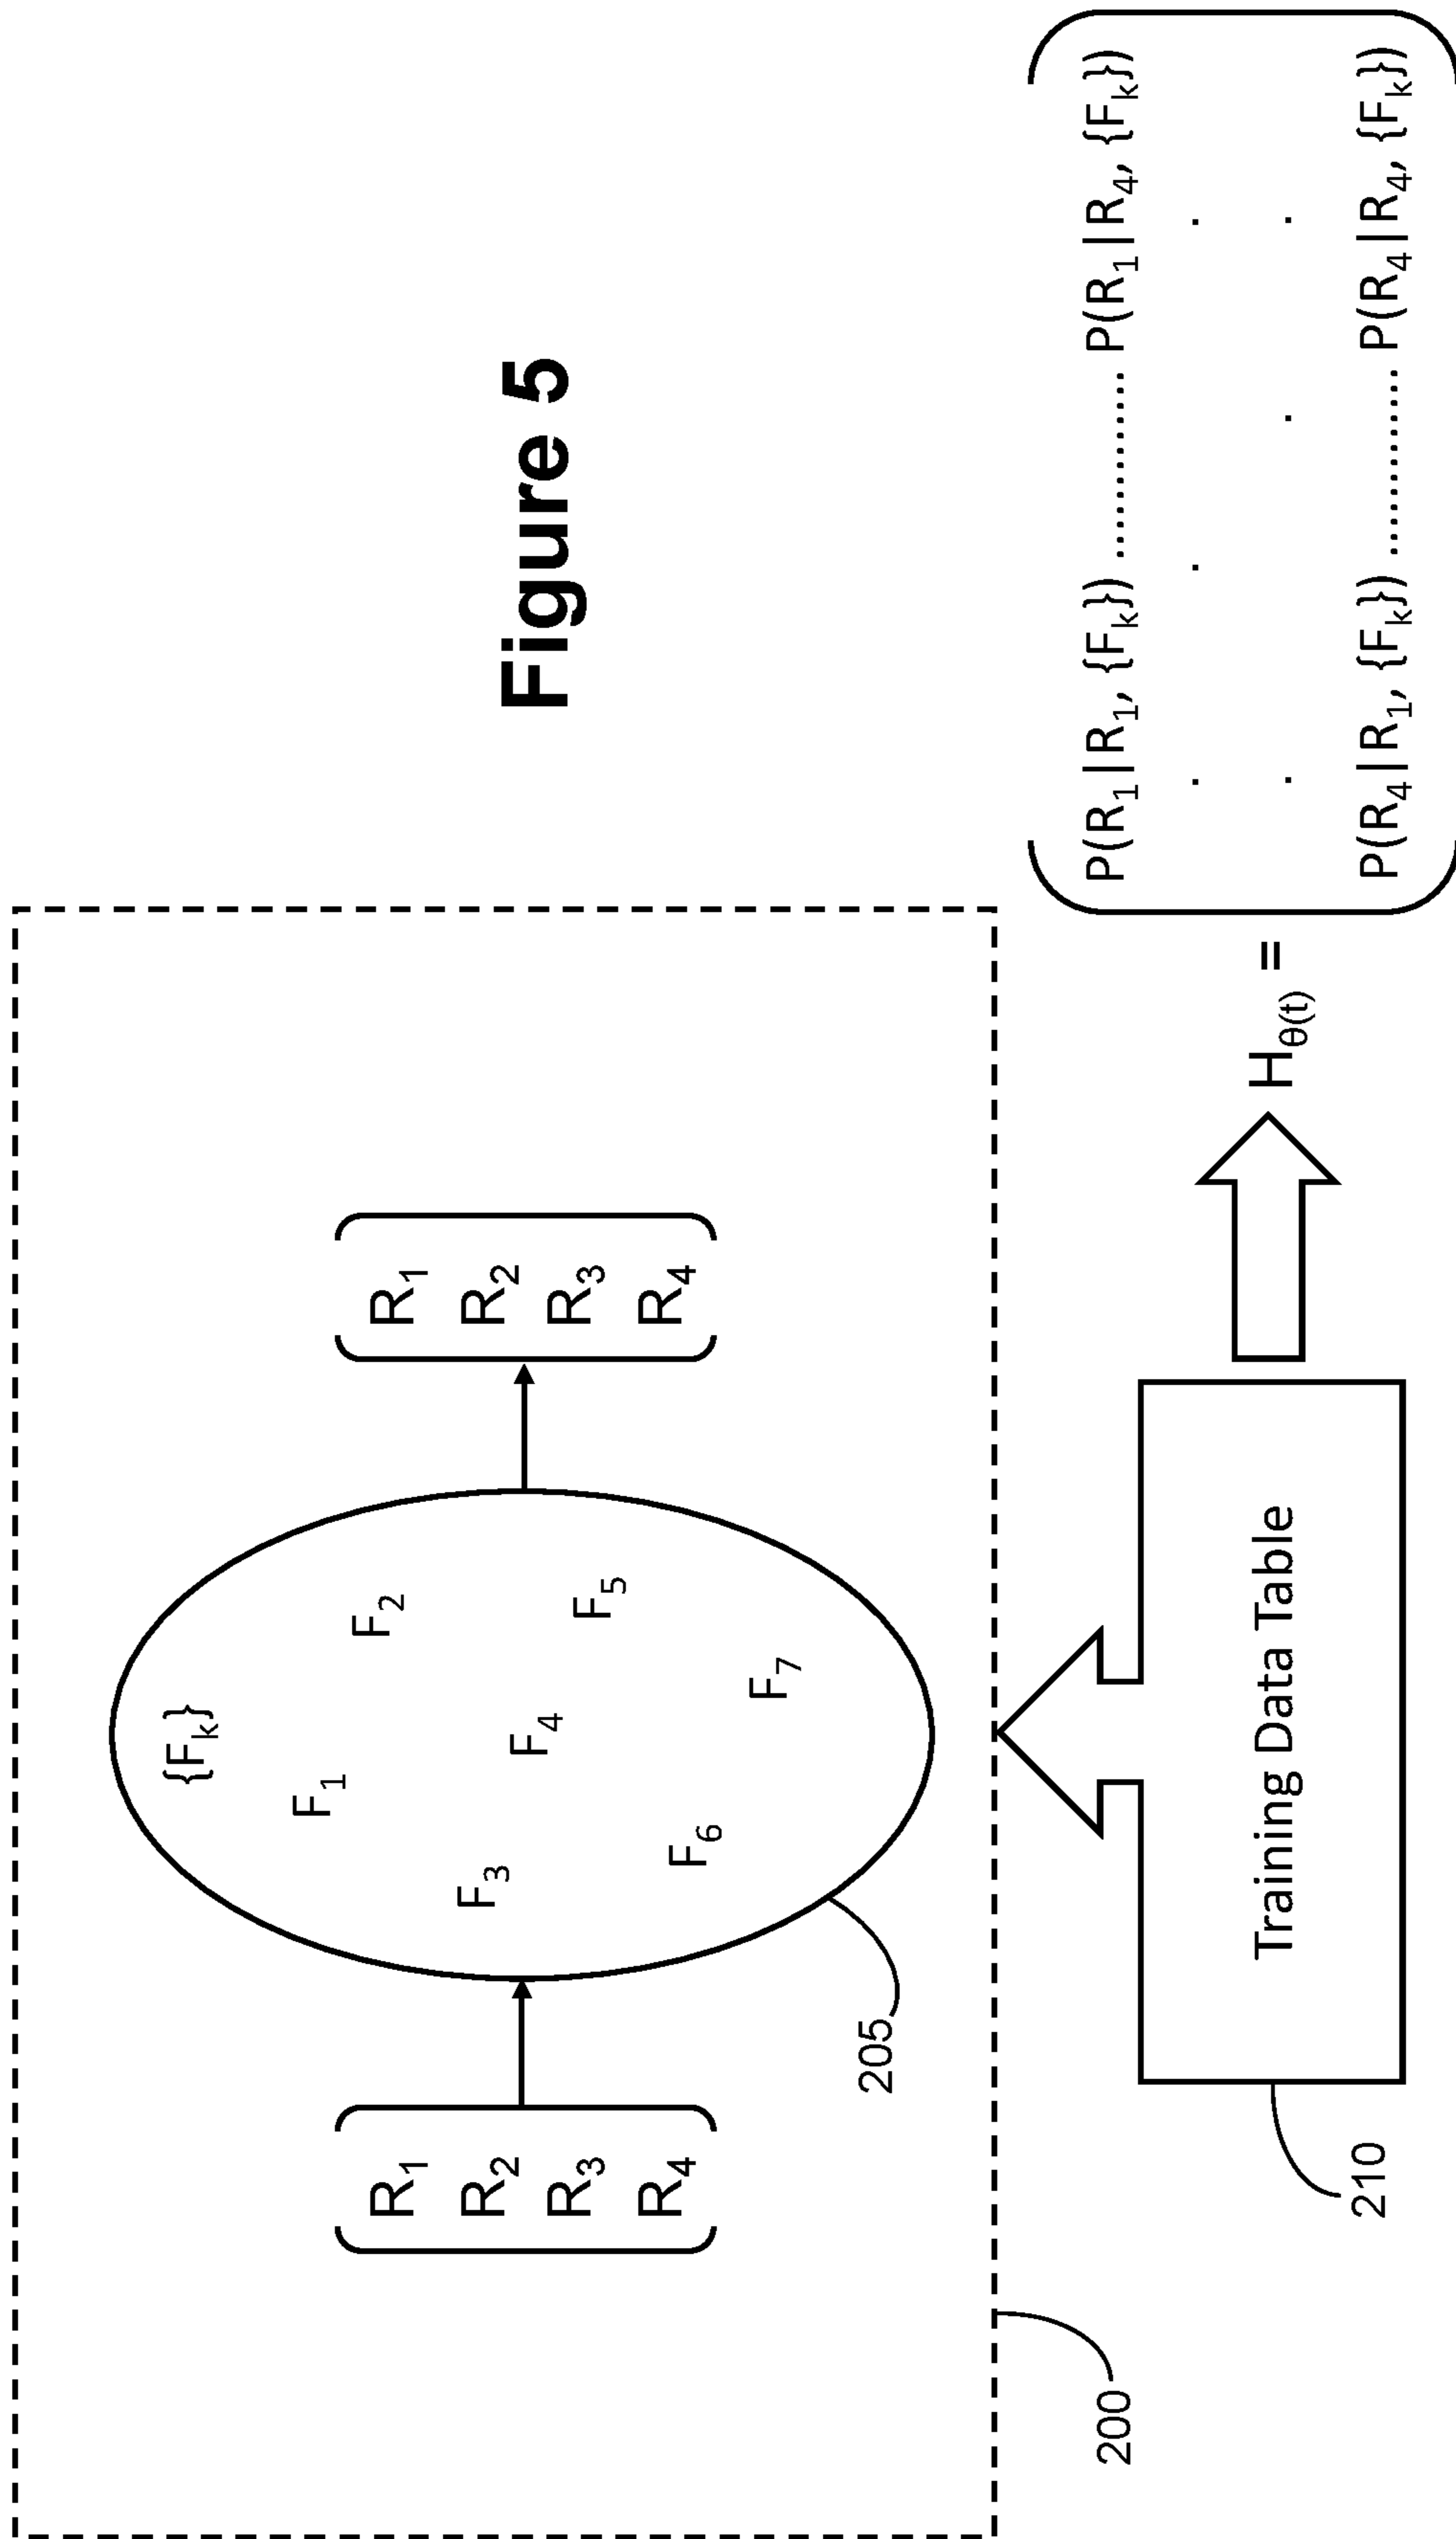 {Fₖ}
F₁
F₂
F₃
F₄
F₅
F₆
F₇
R₁
R₂
R₃
R₄
R₁
R₂
R₃
R₄
205
200
Figure 5
Training Data Table
210
H_θ(t) =
P(R₁|R₁, {Fₖ}) ............ P(R₁|R₄, {Fₖ})
. . .
. . .
P(R₄|R₁, {Fₖ}) ............ P(R₄|R₄, {Fₖ})